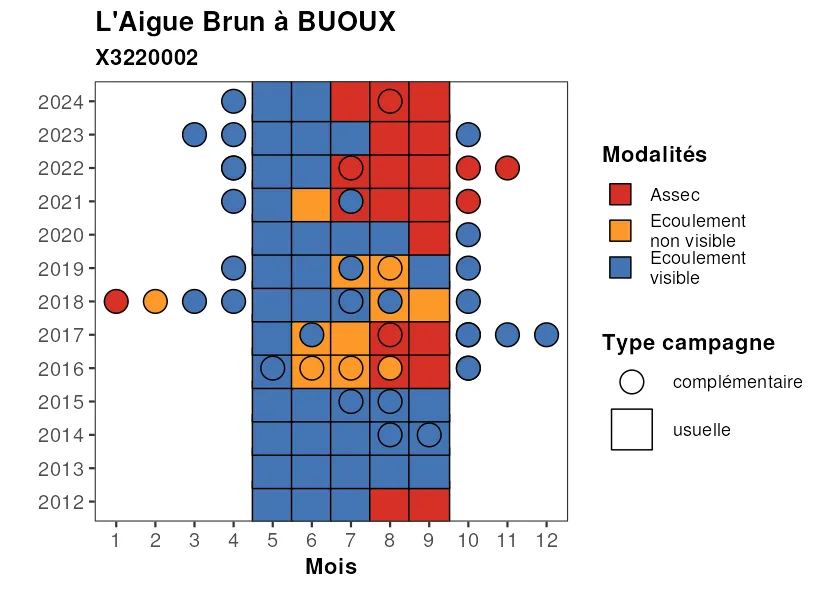 L'Aigue Brun à BUOUX
X3220002
2024
2023
2022
2021
2020
2019
2018
2017
2016
2015
2014
2013
2012
1 2 3 4 5 6 7 8 9 10 11 12
Mois
Modalités
Assec
Ecoulement
non visible
Ecoulement
visible
Type campagne
complémentaire
usuelle